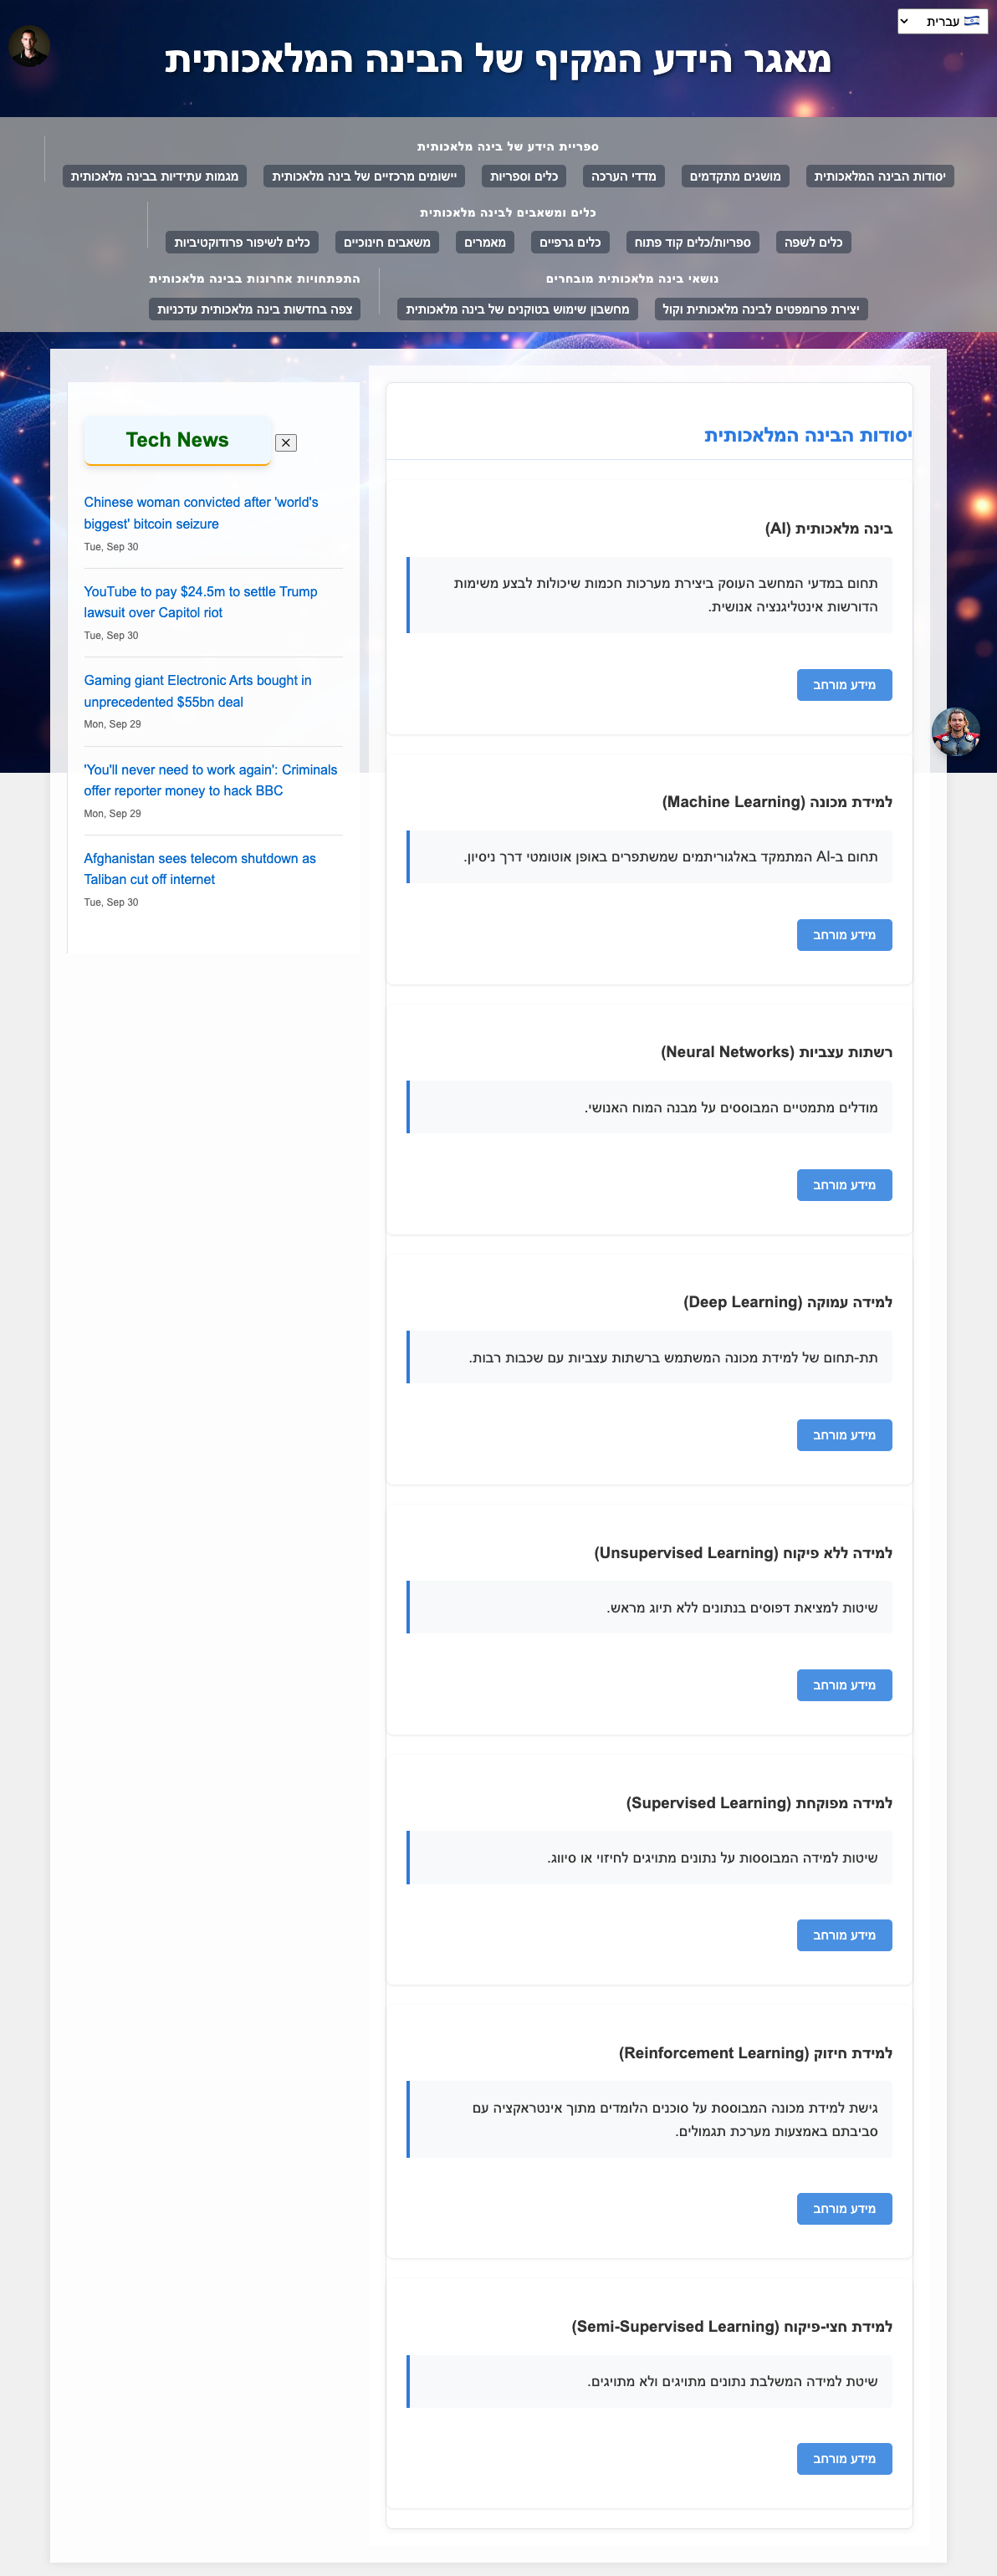 🇮🇱 עברית
מאגר הידע המקיף של הבינה המלאכותית
ספריית הידע של בינה מלאכותית
יסודות הבינה המלאכותית
מושגים מתקדמים
מדדי הערכה
כלים וספריות
יישומים מרכזיים של בינה מלאכותית
מגמות עתידיות בבינה מלאכותית
כלים ומשאבים לבינה מלאכותית
כלים לשפה
ספריות/כלים קוד פתוח
כלים גרפיים
מאמרים
משאבים חינוכיים
כלים לשיפור פרודוקטיביות
נושאי בינה מלאכותית מובחרים
יצירת פרומפטים לבינה מלאכותית וקול
מחשבון שימוש בטוקנים של בינה מלאכותית
התפתחויות אחרונות בבינה מלאכותית
צפה בחדשות בינה מלאכותית עדכניות
יסודות הבינה המלאכותית
בינה מלאכותית (AI)
תחום במדעי המחשב העוסק ביצירת מערכות חכמות שיכולות לבצע משימות
הדורשות אינטליגנציה אנושית.
מידע מורחב
למידת מכונה (Machine Learning)
תחום ב-AI המתמקד באלגוריתמים שמשתפרים באופן אוטומטי דרך ניסיון.
מידע מורחב
רשתות עצביות (Neural Networks)
מודלים מתמטיים המבוססים על מבנה המוח האנושי.
מידע מורחב
למידה עמוקה (Deep Learning)
תת-תחום של למידת מכונה המשתמש ברשתות עצביות עם שכבות רבות.
מידע מורחב
למידה ללא פיקוח (Unsupervised Learning)
שיטות למציאת דפוסים בנתונים ללא תיוג מראש.
מידע מורחב
למידה מפוקחת (Supervised Learning)
שיטות למידה המבוססות על נתונים מתויגים לחיזוי או סיווג.
מידע מורחב
למידת חיזוק (Reinforcement Learning)
גישת למידת מכונה המבוססת על סוכנים הלומדים מתוך אינטראקציה עם
סביבתם באמצעות מערכת תגמולים.
מידע מורחב
למידת חצי-פיקוח (Semi-Supervised Learning)
שיטת למידה המשלבת נתונים מתויגים ולא מתויגים.
מידע מורחב
Tech News
×
Chinese woman convicted after 'world's
biggest' bitcoin seizure
Tue, Sep 30
YouTube to pay $24.5m to settle Trump
lawsuit over Capitol riot
Tue, Sep 30
Gaming giant Electronic Arts bought in
unprecedented $55bn deal
Mon, Sep 29
'You'll never need to work again': Criminals
offer reporter money to hack BBC
Mon, Sep 29
Afghanistan sees telecom shutdown as
Taliban cut off internet
Tue, Sep 30